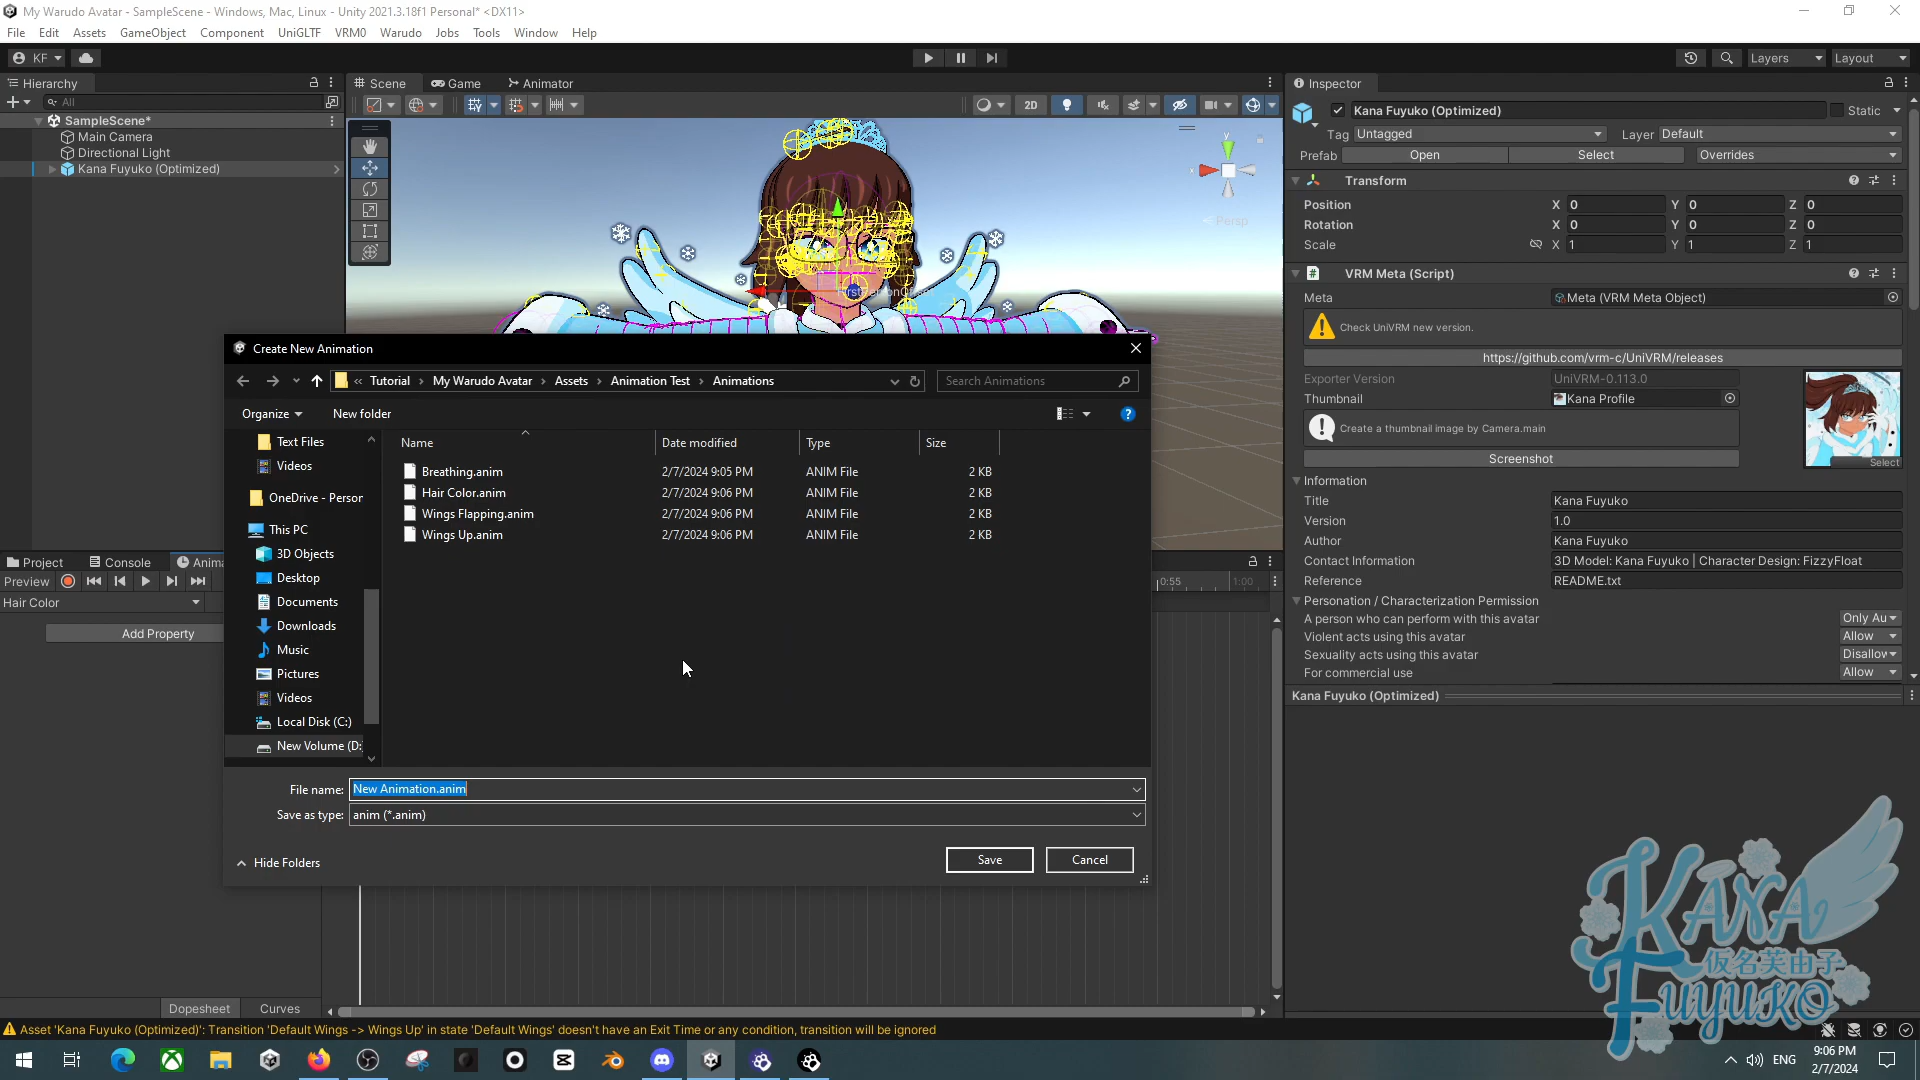 My Warudo Avatar - SampleScene - Windows, Mac, Linux - Unity 2021.3.18f1 Personal* <DX11>
File Edit Assets GameObject Component UniGLTF VRM0 Warudo Jobs Tools Window Help
KF
Layers Layout
Hierarchy
Scene Game Animator
Inspector
All
2D
Kana Fuyuko (Optimized)
Static
SampleScene*
Main Camera
Directional Light
Kana Fuyuko (Optimized)
Tag Untagged Layer Default
Prefab Open Select Overrides
Transform
Position X 0 Y 0 Z 0
Rotation X 0 Y 0 Z 0
Scale X 1 Y 1 Z 1
y
x
Persp
VRM Meta (Script)
Meta Meta (VRM Meta Object)
Check UniVRM new version.
https://github.com/vrm-c/UniVRM/releases
Exporter Version UniVRM-0.113.0
Thumbnail Kana Profile
Create a thumbnail image by Camera.main
Screenshot
Select
Information
Title Kana Fuyuko
Version 1.0
Author Kana Fuyuko
Contact Information 3D Model: Kana Fuyuko | Character Design: FizzyFloat
Reference README.txt
Personation / Characterization Permission
A person who can perform with this avatar Only Au
Violent acts using this avatar Allow
Sexuality acts using this avatar Disallow
For commercial use Allow
Kana Fuyuko (Optimized)
Create New Animation
Tutorial My Warudo Avatar Assets Animation Test Animations
Search Animations
Organize New folder
Text Files
Videos
OneDrive - Person
This PC
3D Objects
Desktop
Documents
Downloads
Music
Pictures
Videos
Local Disk (C:)
New Volume (D:
Name Date modified Type Size
Breathing.anim 2/7/2024 9:05 PM ANIM File 2 KB
Hair Color.anim 2/7/2024 9:06 PM ANIM File 2 KB
Wings Flapping.anim 2/7/2024 9:06 PM ANIM File 2 KB
Wings Up.anim 2/7/2024 9:06 PM ANIM File 2 KB
File name: New Animation.anim
Save as type: anim (*.anim)
Hide Folders
Save Cancel
Project Console Anima
Preview
0:55 1:00
Hair Color
Add Property
Dopesheet Curves
Asset 'Kana Fuyuko (Optimized)': Transition 'Default Wings -> Wings Up' in state 'Default Wings' doesn't have an Exit Time or any condition, transition will be ignored
KANA
仮名芙由子
FUYUKO
ENG
9:06 PM
2/7/2024